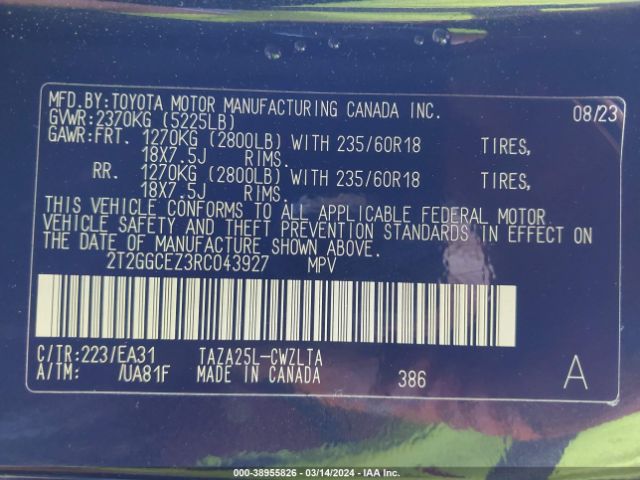 MFD.BY:TOYOTA MOTOR MANUFACTURING CANADA INC. 08/23
GVWR:2370KG (5225LB)
GAWR:FRT. 1270KG (2800LB) WITH 235/60R18 TIRES,
18X7.5J RIMS.
RR. 1270KG (2800LB) WITH 235/60R18 TIRES,
18X7.5J RIMS.
THIS VEHICLE CONFORMS TO ALL APPLICABLE FEDERAL MOTOR
VEHICLE SAFETY AND THEFT PREVENTION STANDARDS IN EFFECT ON
THE DATE OF MANUFACTURE SHOWN ABOVE.
2T2GGCEZ3RC043927 MPV
C/TR:223/EA31 TAZA25L-CWZLTA
A/TM: /UA81F MADE IN CANADA 386 A
000-38955826 - 03/14/2024 - IAA Inc.